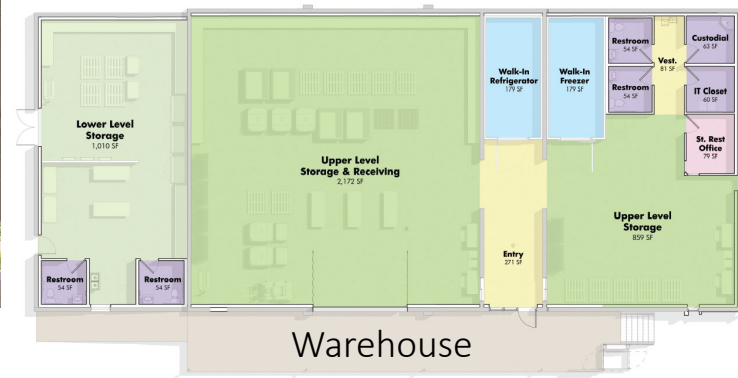 Lower Level
Storage
1,010 SF
Restroom
54 SF
Restroom
54 SF
Upper Level
Storage & Receiving
2,172 SF
Walk-In
Refrigerator
179 SF
Walk-In
Freezer
179 SF
Entry
271 SF
Restroom
54 SF
Restroom
54 SF
Vest.
81 SF
Custodial
63 SF
IT Closet
60 SF
St. Rest
Office
79 SF
Upper Level
Storage
859 SF
Warehouse